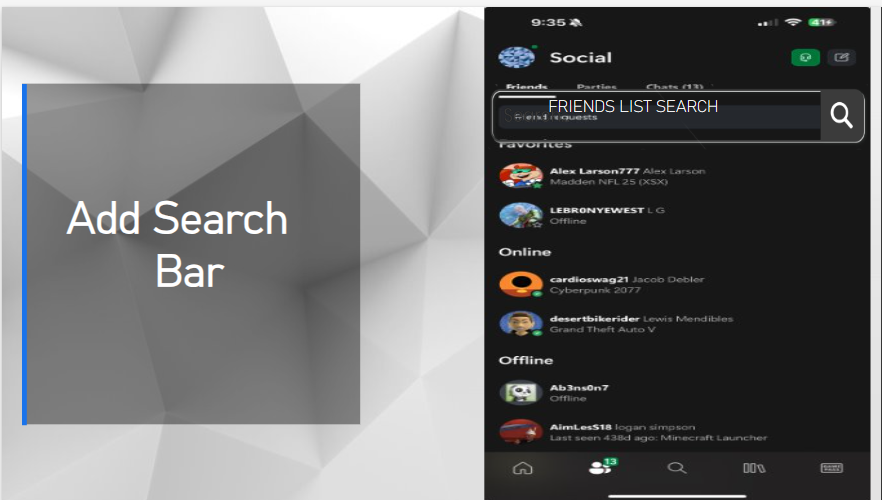 Add Search
Bar
9:35
41
Social
Friends Parties Chats (13)
FRIENDS LIST SEARCH
Friend requests
Favorites
Alex Larson777 Alex Larson
Madden NFL 25 (XSX)
LEBR0NYEWEST L G
Offline
Online
cardioswag21 Jacob Debler
Cyberpunk 2077
desertbikerider Lewis Mendibles
Grand Theft Auto V
Offline
Ab3ns0n7
Offline
AimLesS18 logan simpson
Last seen 438d ago: Minecraft Launcher
13